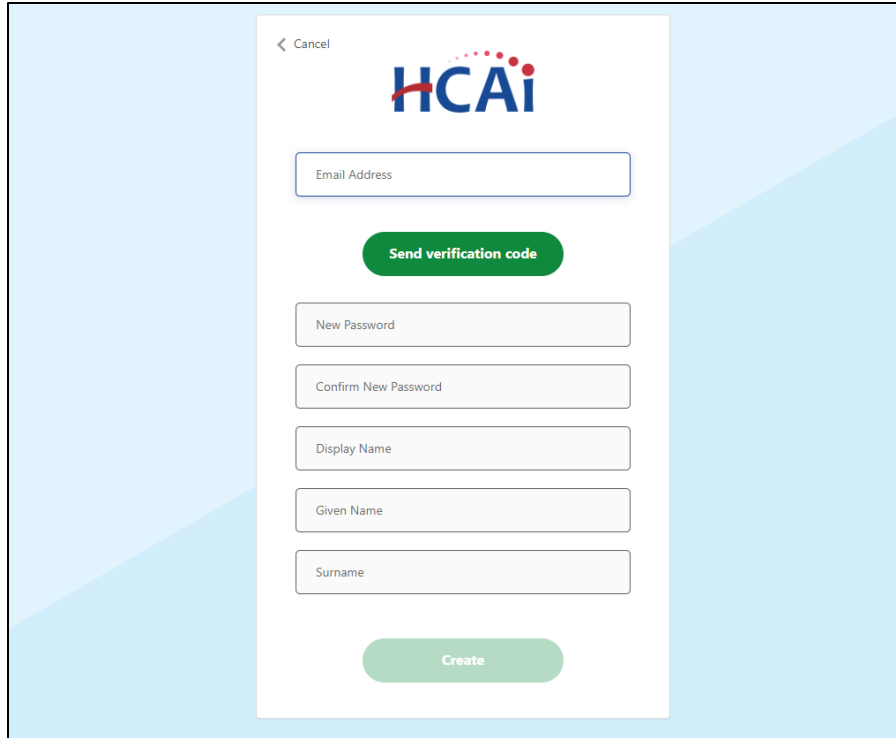 Cancel
HCAi
Email Address
Send verification code
New Password
Confirm New Password
Display Name
Given Name
Surname
Create